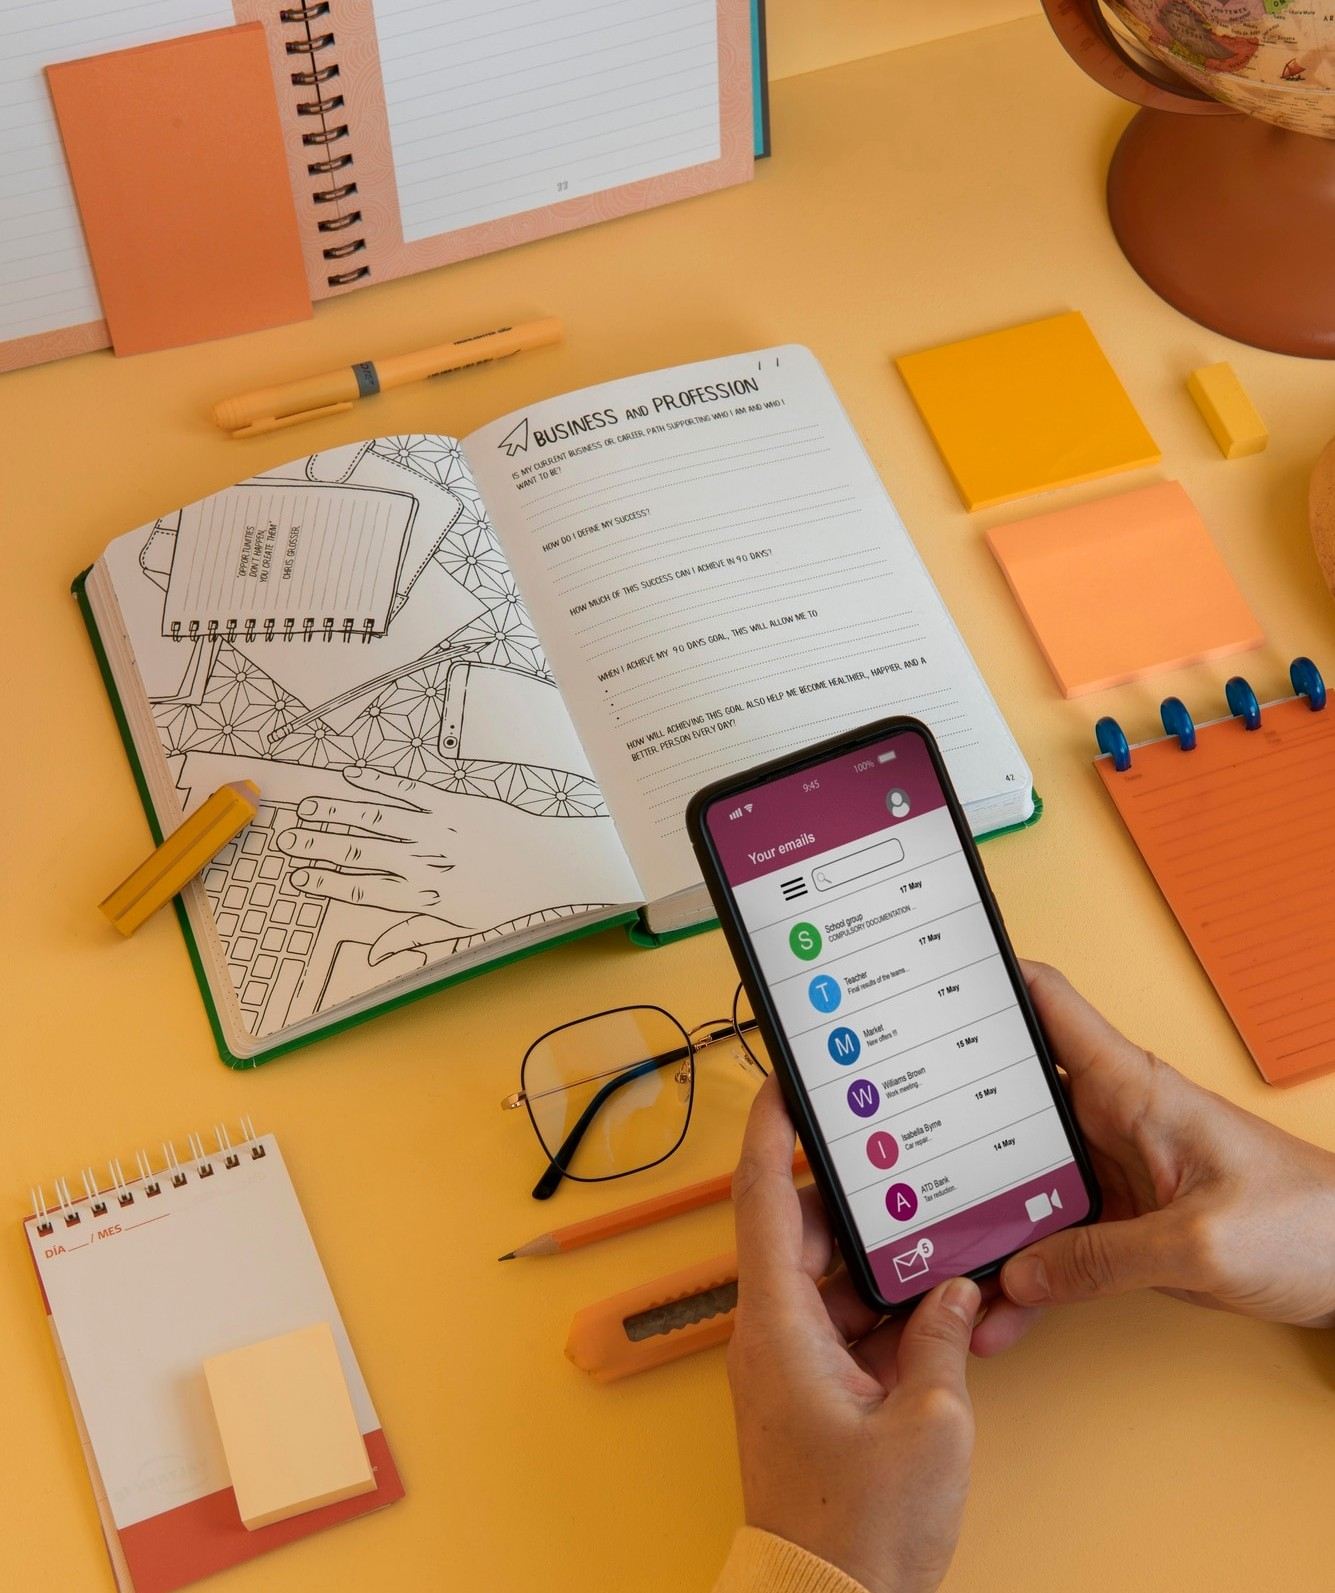 22
BUSINESS AND PROFESSION
IS MY CURRENT BUSINESS OR CAREER PATH SUPPORTING WHO I AM AND WHO I
WANT TO BE?
HOW DO I DEFINE MY SUCCESS?
HOW MUCH OF THIS SUCCESS CAN I ACHIEVE IN 90 DAYS?
WHEN I ACHIEVE MY 90 DAYS GOAL, THIS WILL ALLOW ME TO
HOW WILL ACHIEVING THIS GOAL ALSO HELP ME BECOME HEALTHIER, HAPPIER AND A
BETTER PERSON EVERY DAY?
42
"OPPORTUNITIES
DON'T HAPPEN,
YOU CREATE THEM"
CHRIS GROSSER
9:45
100%
Your emails
17 May
S
School group
COMPULSORY DOCUMENTATION ...
17 May
T
Teacher
Final results of the teams...
17 May
M
Market
New offers !!!
15 May
W
Williams Brown
Work meeting...
15 May
I
Isabella Byrne
Car repair...
14 May
A
ATD Bank
Tax reduction..
5
DÍA___/ MES ______